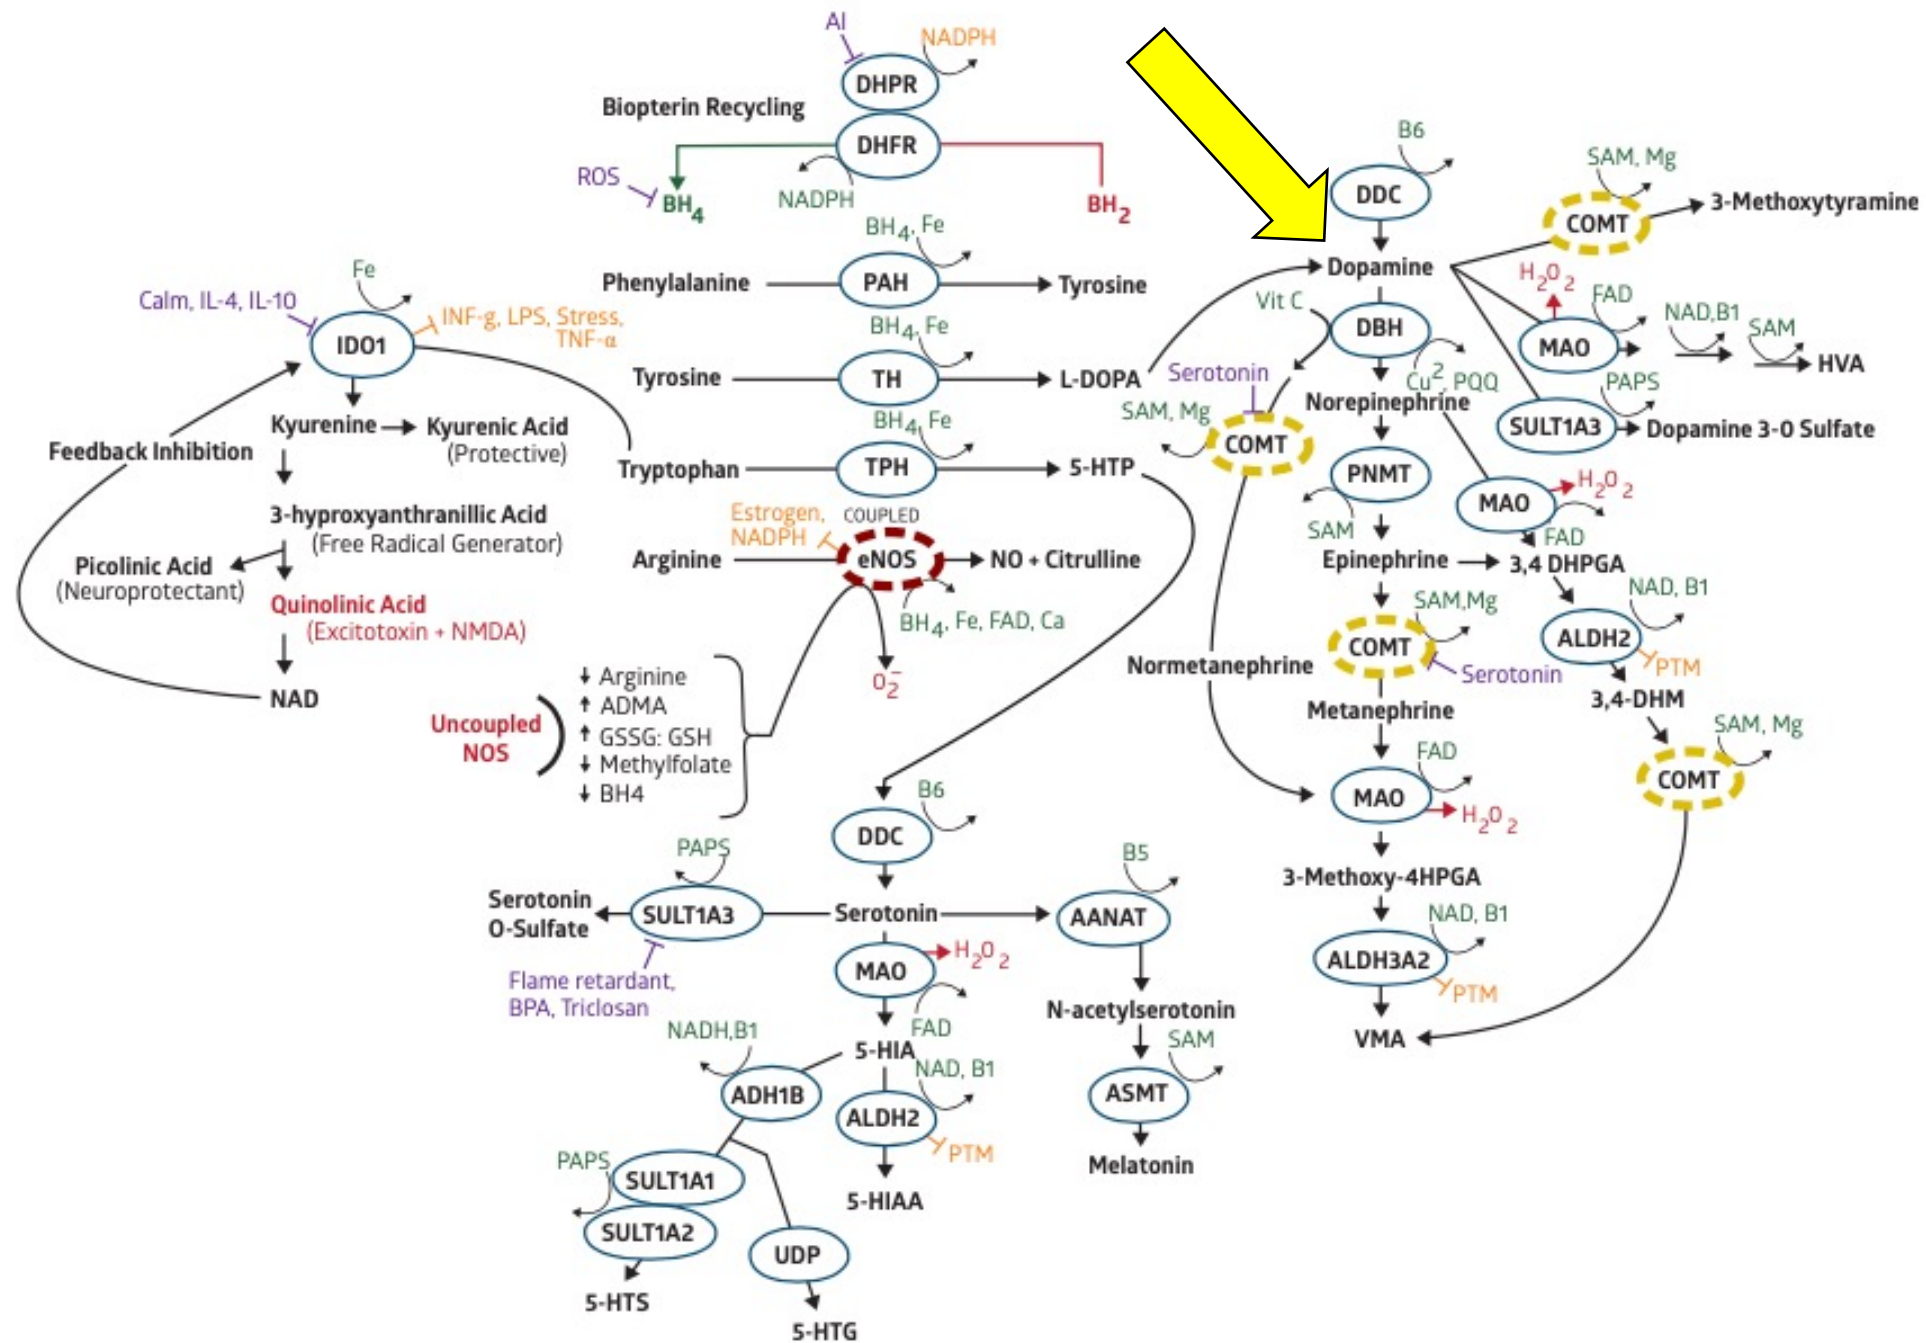 AI
NADPH
DHPR
Biopterin Recycling
DHFR
ROS
BH4
NADPH
BH2
BH4, Fe
Phenylalanine
PAH
Tyrosine
BH4, Fe
Tyrosine
TH
L-DOPA
BH4, Fe
Tryptophan
TPH
5-HTP
Estrogen,
NADPH
COUPLED
Arginine
eNOS
NO + Citrulline
BH4, Fe, FAD, Ca
O2-
Fe
Calm, IL-4, IL-10
INF-g, LPS, Stress,
TNF-α
IDO1
Kyurenine
Kyurenic Acid
(Protective)
Feedback Inhibition
3-hyproxyanthranillic Acid
(Free Radical Generator)
Picolinic Acid
(Neuroprotectant)
Quinolinic Acid
(Excitotoxin + NMDA)
NAD
Uncoupled
NOS
Arginine
ADMA
GSSG: GSH
Methylfolate
BH4
B6
DDC
PAPS
Serotonin
O-Sulfate
SULT1A3
Serotonin
Flame retardant,
BPA, Triclosan
MAO
H2O2
FAD
NADH,B1
5-HIA
NAD, B1
ADH1B
ALDH2
PTM
5-HIAA
PAPS
SULT1A1
SULT1A2
UDP
5-HTS
5-HTG
B5
AANAT
N-acetylserotonin
SAM
ASMT
Melatonin
B6
DDC
Dopamine
SAM, Mg
COMT
3-Methoxytyramine
H2O2
FAD
MAO
NAD,B1
SAM
HVA
PAPS
SULT1A3
Dopamine 3-O Sulfate
Vit C
DBH
Cu2, PQQ
Serotonin
SAM, Mg
COMT
Norepinephrine
PNMT
SAM
MAO
H2O2
FAD
Epinephrine
3,4 DHPGA
SAM,Mg
COMT
Serotonin
NAD, B1
ALDH2
PTM
3,4-DHM
Normetanephrine
Metanephrine
SAM, Mg
COMT
FAD
MAO
H2O2
3-Methoxy-4HPGA
NAD, B1
ALDH3A2
PTM
VMA